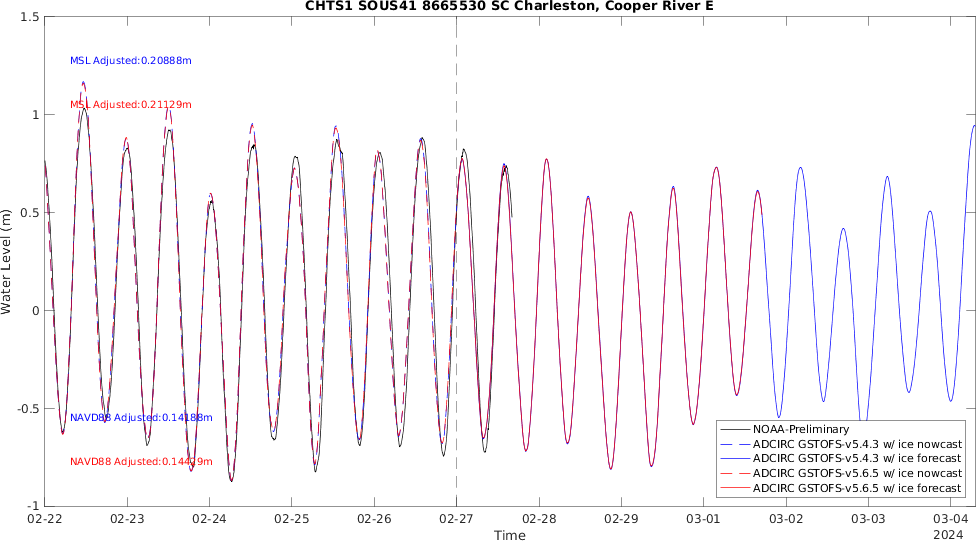 CHTS1 SOUS41 8665530 SC Charleston, Cooper River E
1.5
MSL Adjusted:0.20888m
MSL Adjusted:0.21129m
1
0.5
Water Level (m)
0
-0.5
NAVD88 Adjusted:0.14188m
NAVD88 Adjusted:0.14429m
NOAA-Preliminary
ADCIRC GSTOFS-v5.4.3 w/ ice nowcast
ADCIRC GSTOFS-v5.4.3 w/ ice forecast
ADCIRC GSTOFS-v5.6.5 w/ ice nowcast
ADCIRC GSTOFS-v5.6.5 w/ ice forecast
-1
02-22 02-23 02-24 02-25 02-26 02-27 02-28 02-29 03-01 03-02 03-03 03-04
Time
2024